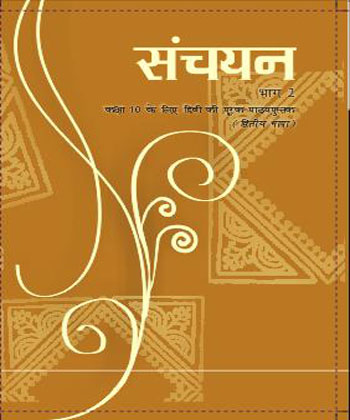 संचयन
भाग 2
कक्षा 10 के लिए हिंदी की पूरक पाठ्यपुस्तक
(द्वितीय भाषा)